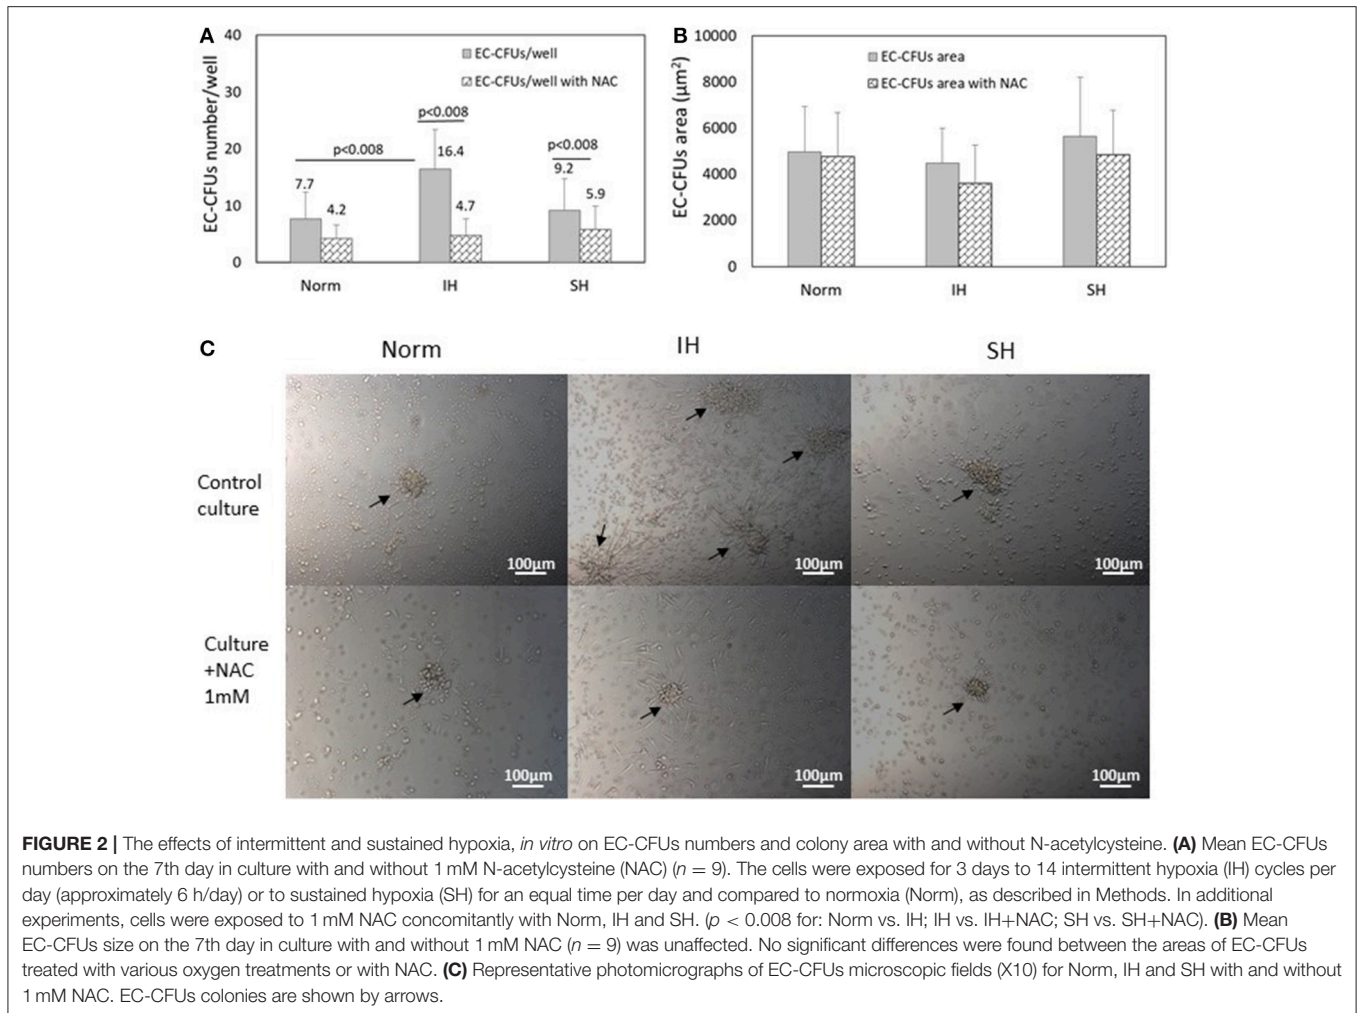 A
40
30
20
10
0
EC-CFUs number/well
EC-CFUs/well
EC-CFUs/well with NAC
p<0.008
p<0.008
p<0.008
7.7
4.2
16.4
4.7
9.2
5.9
Norm IH SH
B
10000
8000
6000
4000
2000
0
EC-CFUs area (µm²)
EC-CFUs area
EC-CFUs area with NAC
Norm IH SH
C
Norm IH SH
Control
culture
100µm 100µm 100µm
Culture
+NAC
1mM
100µm 100µm 100µm
FIGURE 2 | The effects of intermittent and sustained hypoxia, in vitro on EC-CFUs numbers and colony area with and without N-acetylcysteine. (A) Mean EC-CFUs
numbers on the 7th day in culture with and without 1 mM N-acetylcysteine (NAC) (n = 9). The cells were exposed for 3 days to 14 intermittent hypoxia (IH) cycles per
day (approximately 6 h/day) or to sustained hypoxia (SH) for an equal time per day and compared to normoxia (Norm), as described in Methods. In additional
experiments, cells were exposed to 1 mM NAC concomitantly with Norm, IH and SH. (p < 0.008 for: Norm vs. IH; IH vs. IH+NAC; SH vs. SH+NAC). (B) Mean
EC-CFUs size on the 7th day in culture with and without 1 mM NAC (n = 9) was unaffected. No significant differences were found between the areas of EC-CFUs
treated with various oxygen treatments or with NAC. (C) Representative photomicrographs of EC-CFUs microscopic fields (X10) for Norm, IH and SH with and without
1 mM NAC. EC-CFUs colonies are shown by arrows.